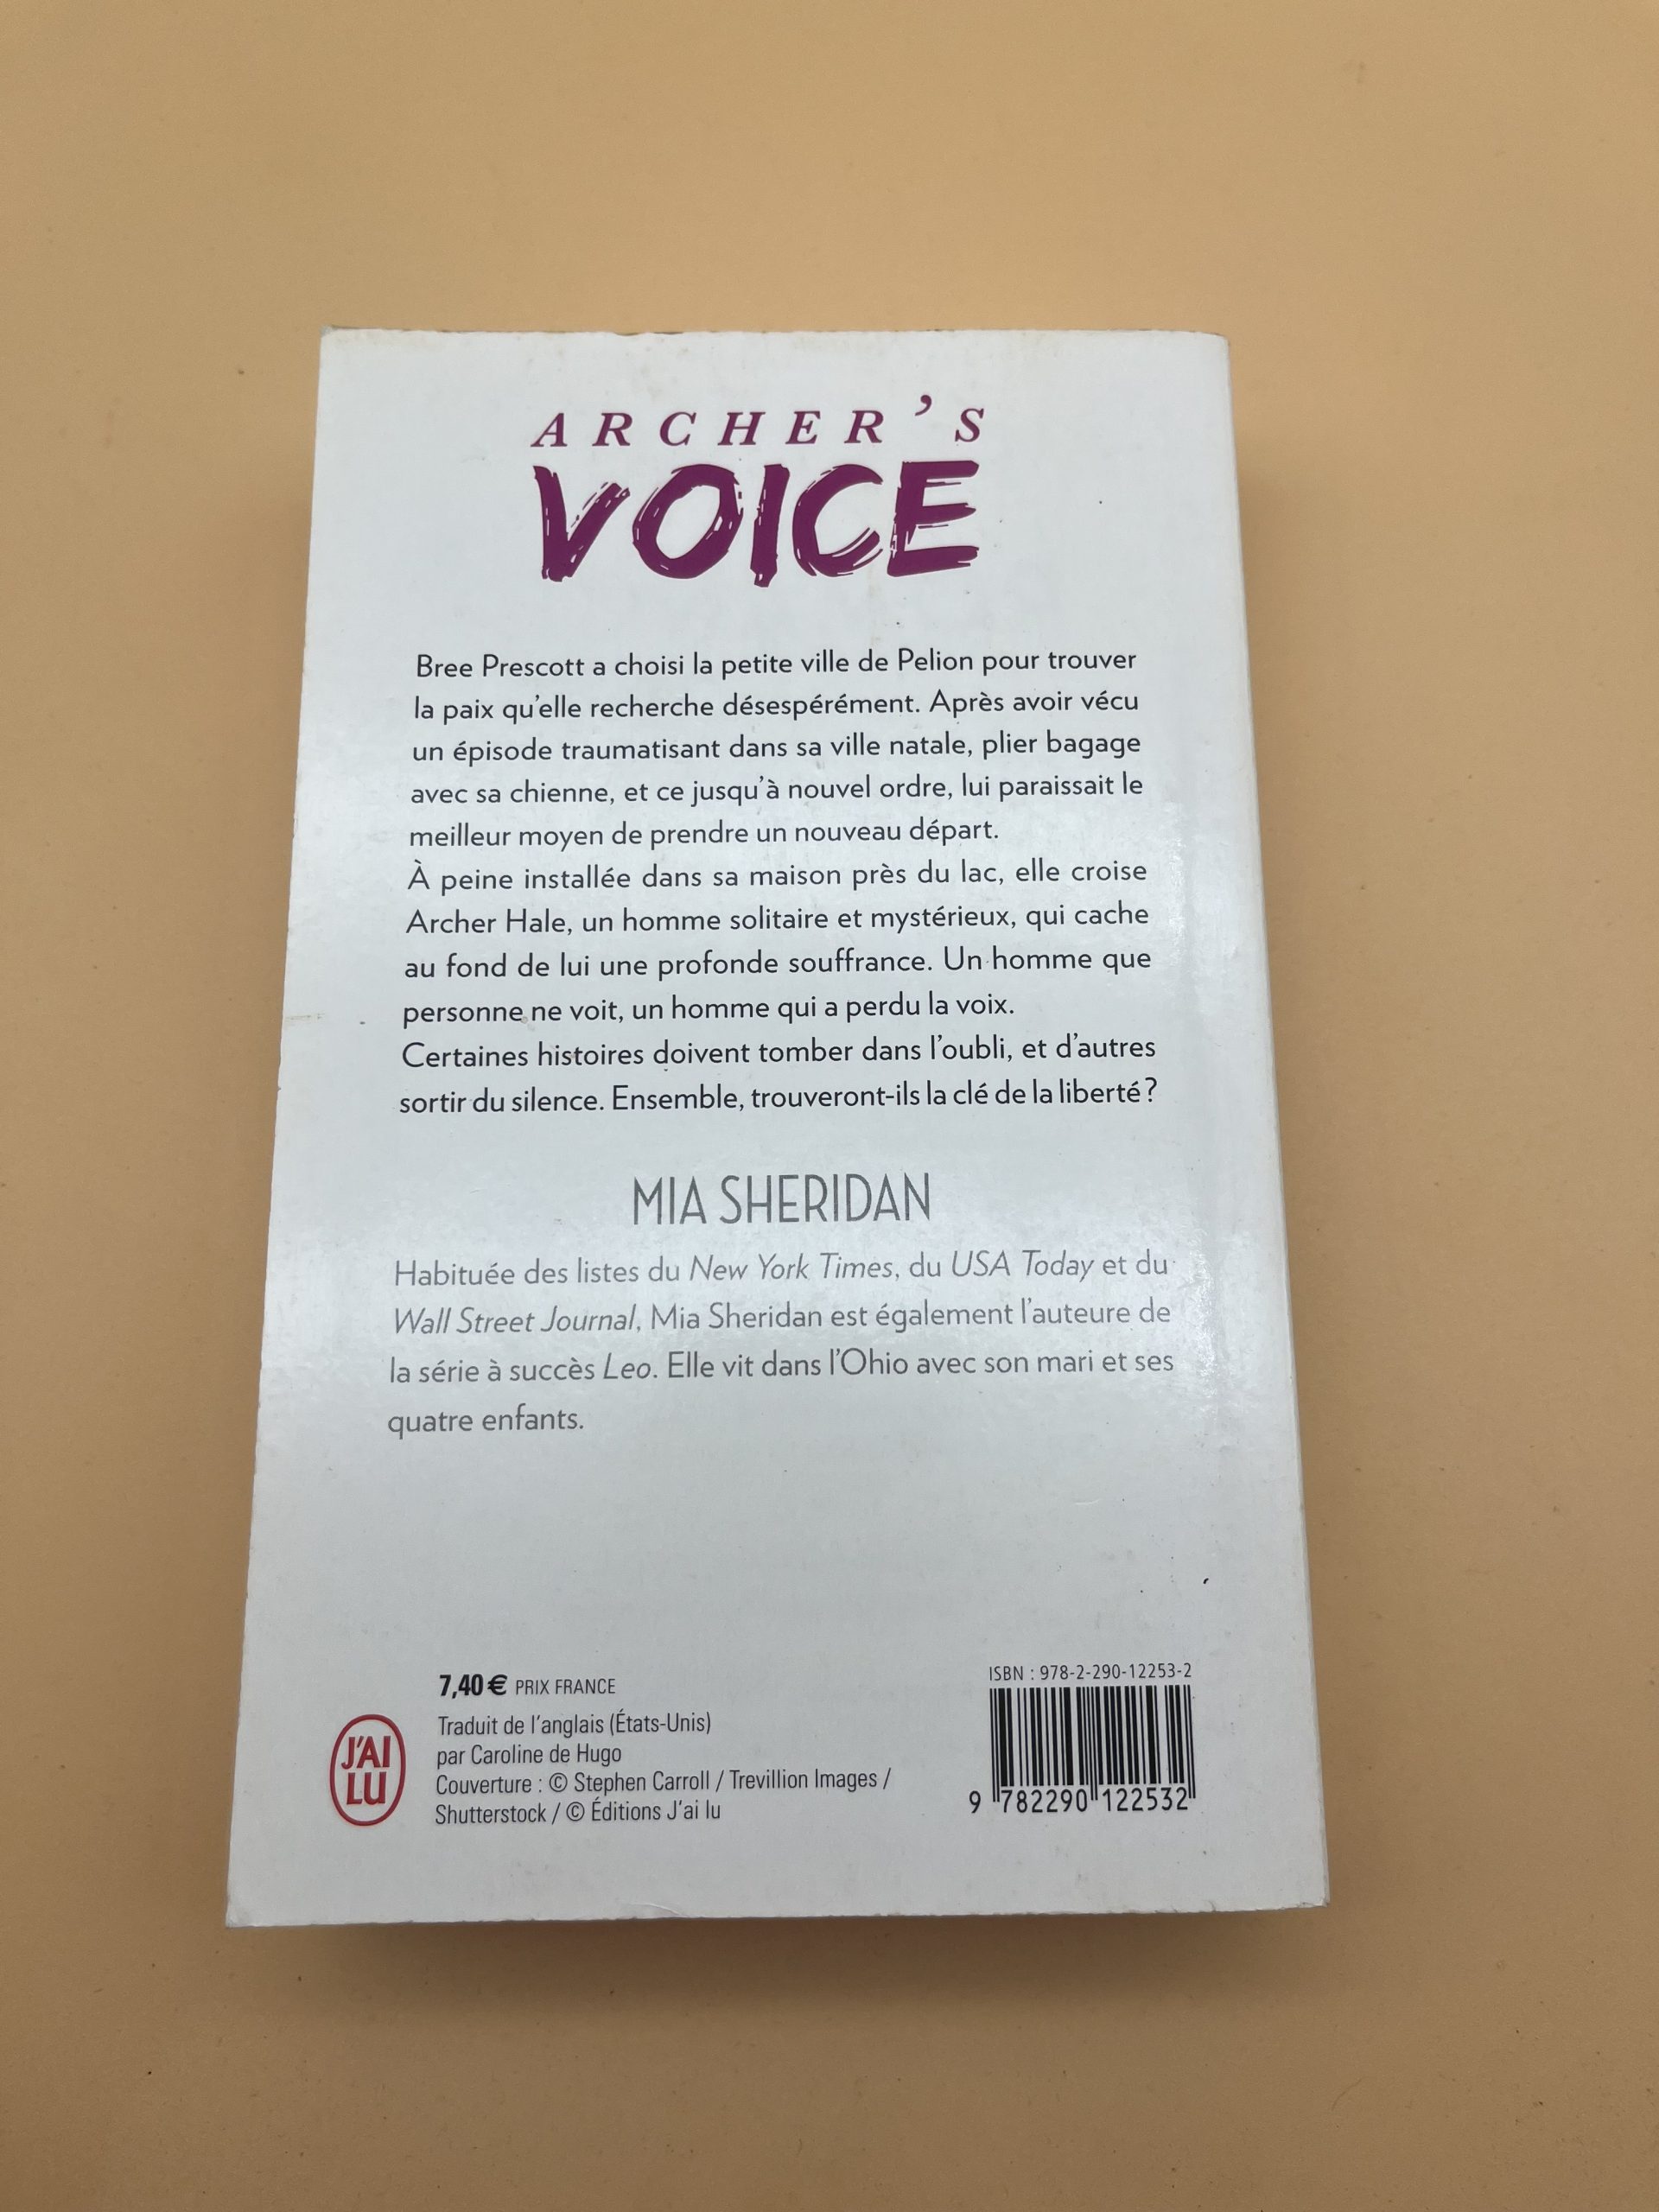 ARCHER'S
VOICE
Bree Prescott a choisi la petite ville de Pelion pour trouver
la paix qu'elle recherche désespérément. Après avoir vécu
un épisode traumatisant dans sa ville natale, plier bagage
avec sa chienne, et ce jusqu'à nouvel ordre, lui paraissait le
meilleur moyen de prendre un nouveau départ.
À peine installée dans sa maison près du lac, elle croise
Archer Hale, un homme solitaire et mystérieux, qui cache
au fond de lui une profonde souffrance. Un homme que
personne ne voit, un homme qui a perdu la voix.
Certaines histoires doivent tomber dans l'oubli, et d'autres
sortir du silence. Ensemble, trouveront-ils la clé de la liberté ?
MIA SHERIDAN
Habituée des listes du New York Times, du USA Today et du
Wall Street Journal, Mia Sheridan est également l'auteure de
la série à succès Leo. Elle vit dans l'Ohio avec son mari et ses
quatre enfants.
7,40 € PRIX FRANCE
Traduit de l'anglais (États-Unis)
par Caroline de Hugo
Couverture : © Stephen Carroll / Trevillion Images /
Shutterstock / © Éditions J'ai lu
J'AI
LU
ISBN : 978-2-290-12253-2
9 782290 122532